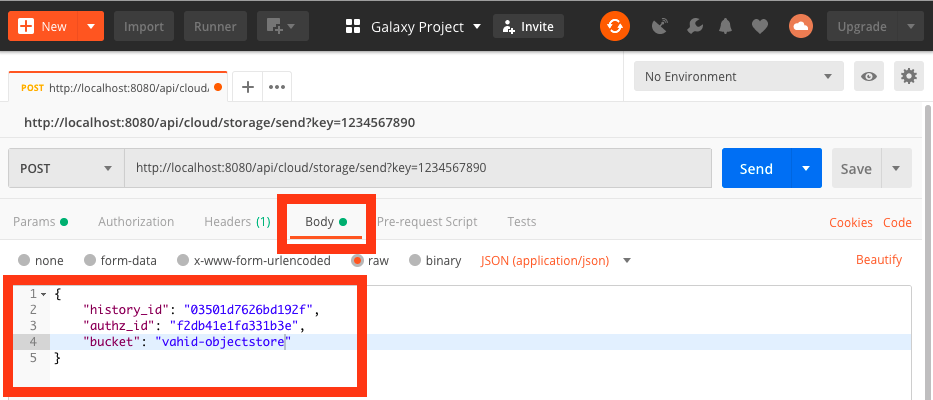 New Import Runner Galaxy Project Invite Upgrade
POST http://localhost:8080/api/cloud/ + ••• No Environment
http://localhost:8080/api/cloud/storage/send?key=1234567890
POST http://localhost:8080/api/cloud/storage/send?key=1234567890 Send Save
Params Authorization Headers (1) Body Pre-request Script Tests Cookies Code
none form-data x-www-form-urlencoded raw binary JSON (application/json) Beautify
1 {
2 "history_id": "03501d7626bd192f",
3 "authz_id": "f2db41e1fa331b3e",
4 "bucket": "vahid-objectstore"
5 }